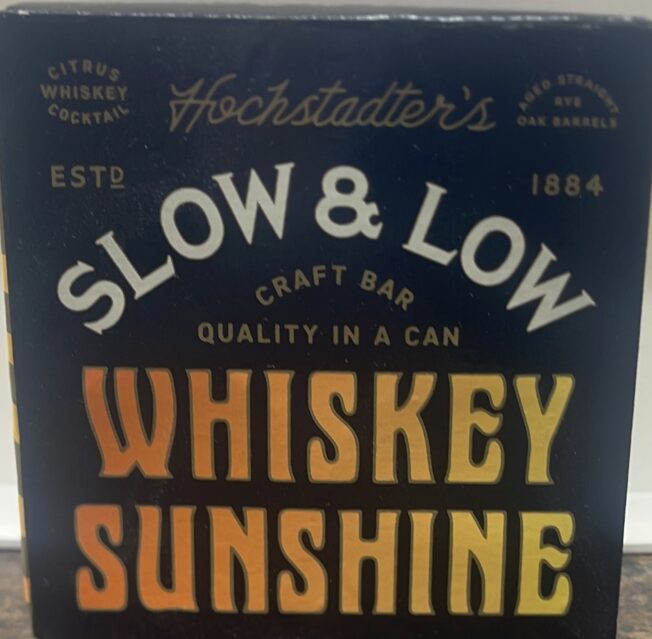 CITRUS
WHISKEY
COCKTAIL
Hochstadter's
AGED STRAIGHT
RYE
OAK BARRELS
ESTD
1884
SLOW & LOW
CRAFT BAR
QUALITY IN A CAN
WHISKEY
SUNSHINE